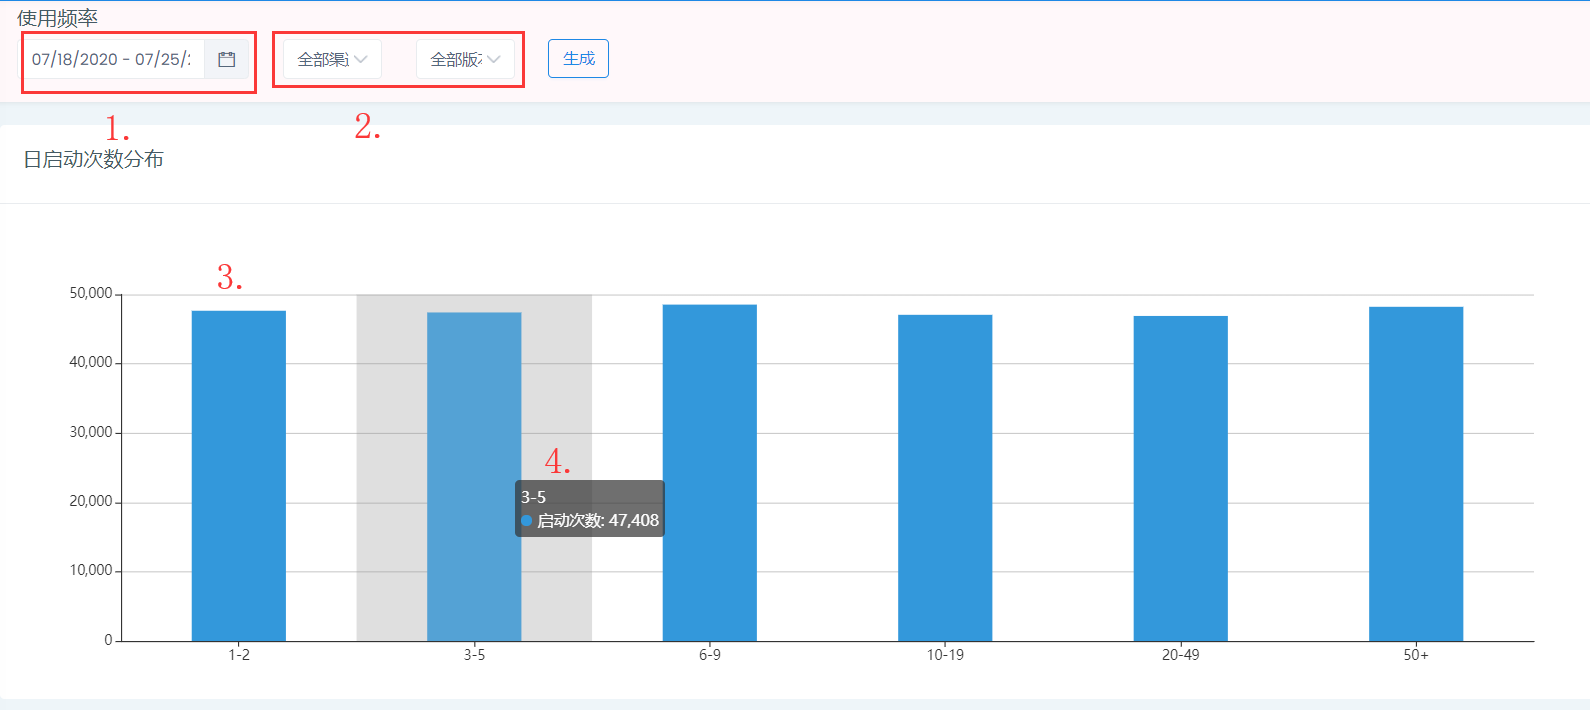 使用频率
07/18/2020 - 07/25/2
全部渠
全部版
生成
1.
2.
日启动次数分布
3.
50,000
40,000
30,000
20,000
10,000
0
4.
3-5
启动次数: 47,408
1-2
3-5
6-9
10-19
20-49
50+